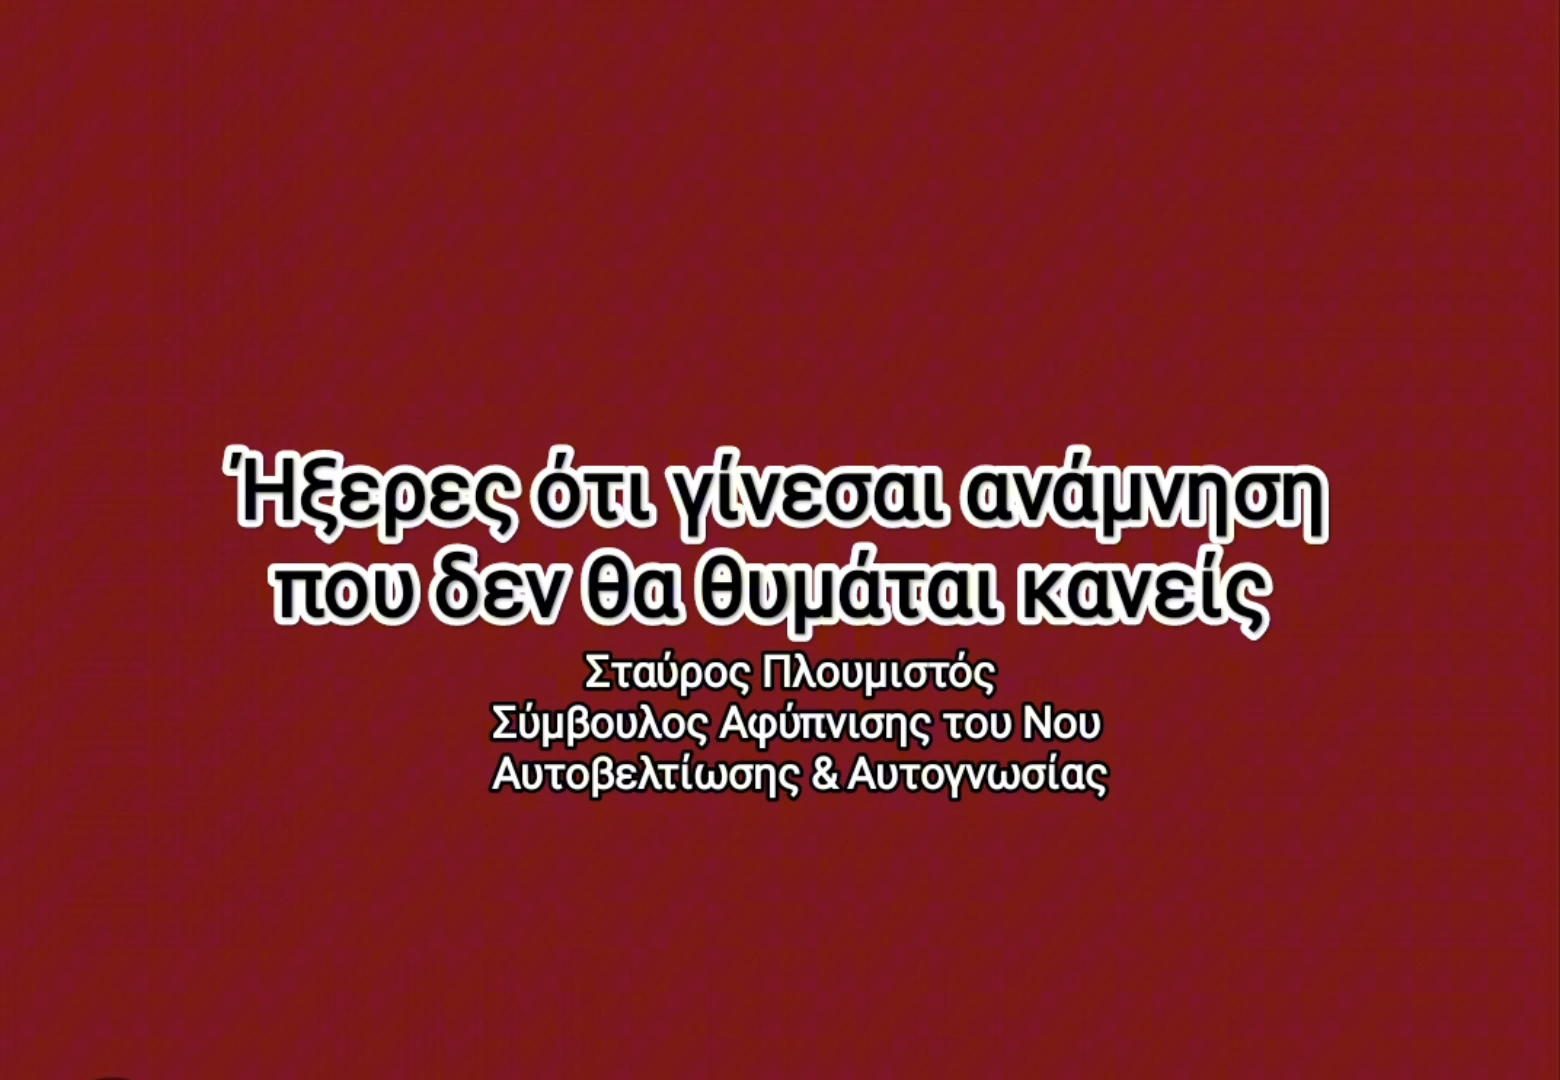 Ήξερες ότι γίνεσαι ανάμνηση
που δεν θα θυμάται κανείς
Σταύρος Πλουμιστός
Σύμβουλος Αφύπνισης του Νου
Αυτοβελτίωσης & Αυτογνωσίας